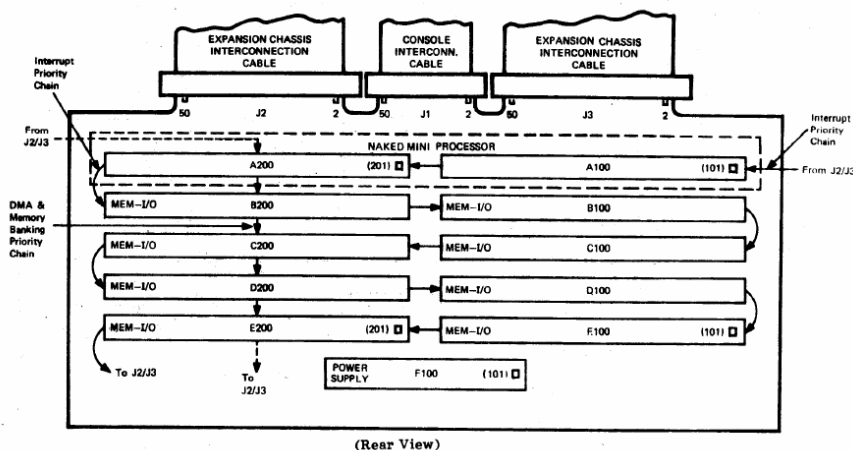 EXPANSION CHASSIS
INTERCONNECTION
CABLE
CONSOLE
INTERCONN.
CABLE
EXPANSION CHASSIS
INTERCONNECTION
CABLE
Interrupt
Priority
Chain
50 J2 2
50 J1 2
50 J3 2
Interrupt
Priority
Chain
From
J2/J3
NAKED MINI PROCESSOR
A200 (201)
A100 (101)
From J2/J3
DMA &
Memory
Banking
Priority
Chain
MEM-I/O B200
MEM-I/O B100
MEM-I/O C200
MEM-I/O C100
MEM-I/O D200
MEM-I/O D100
MEM-I/O E200 (201)
MEM-I/O E100 (101)
To J2/J3
To
J2/J3
POWER
SUPPLY F100 (101)
(Rear View)